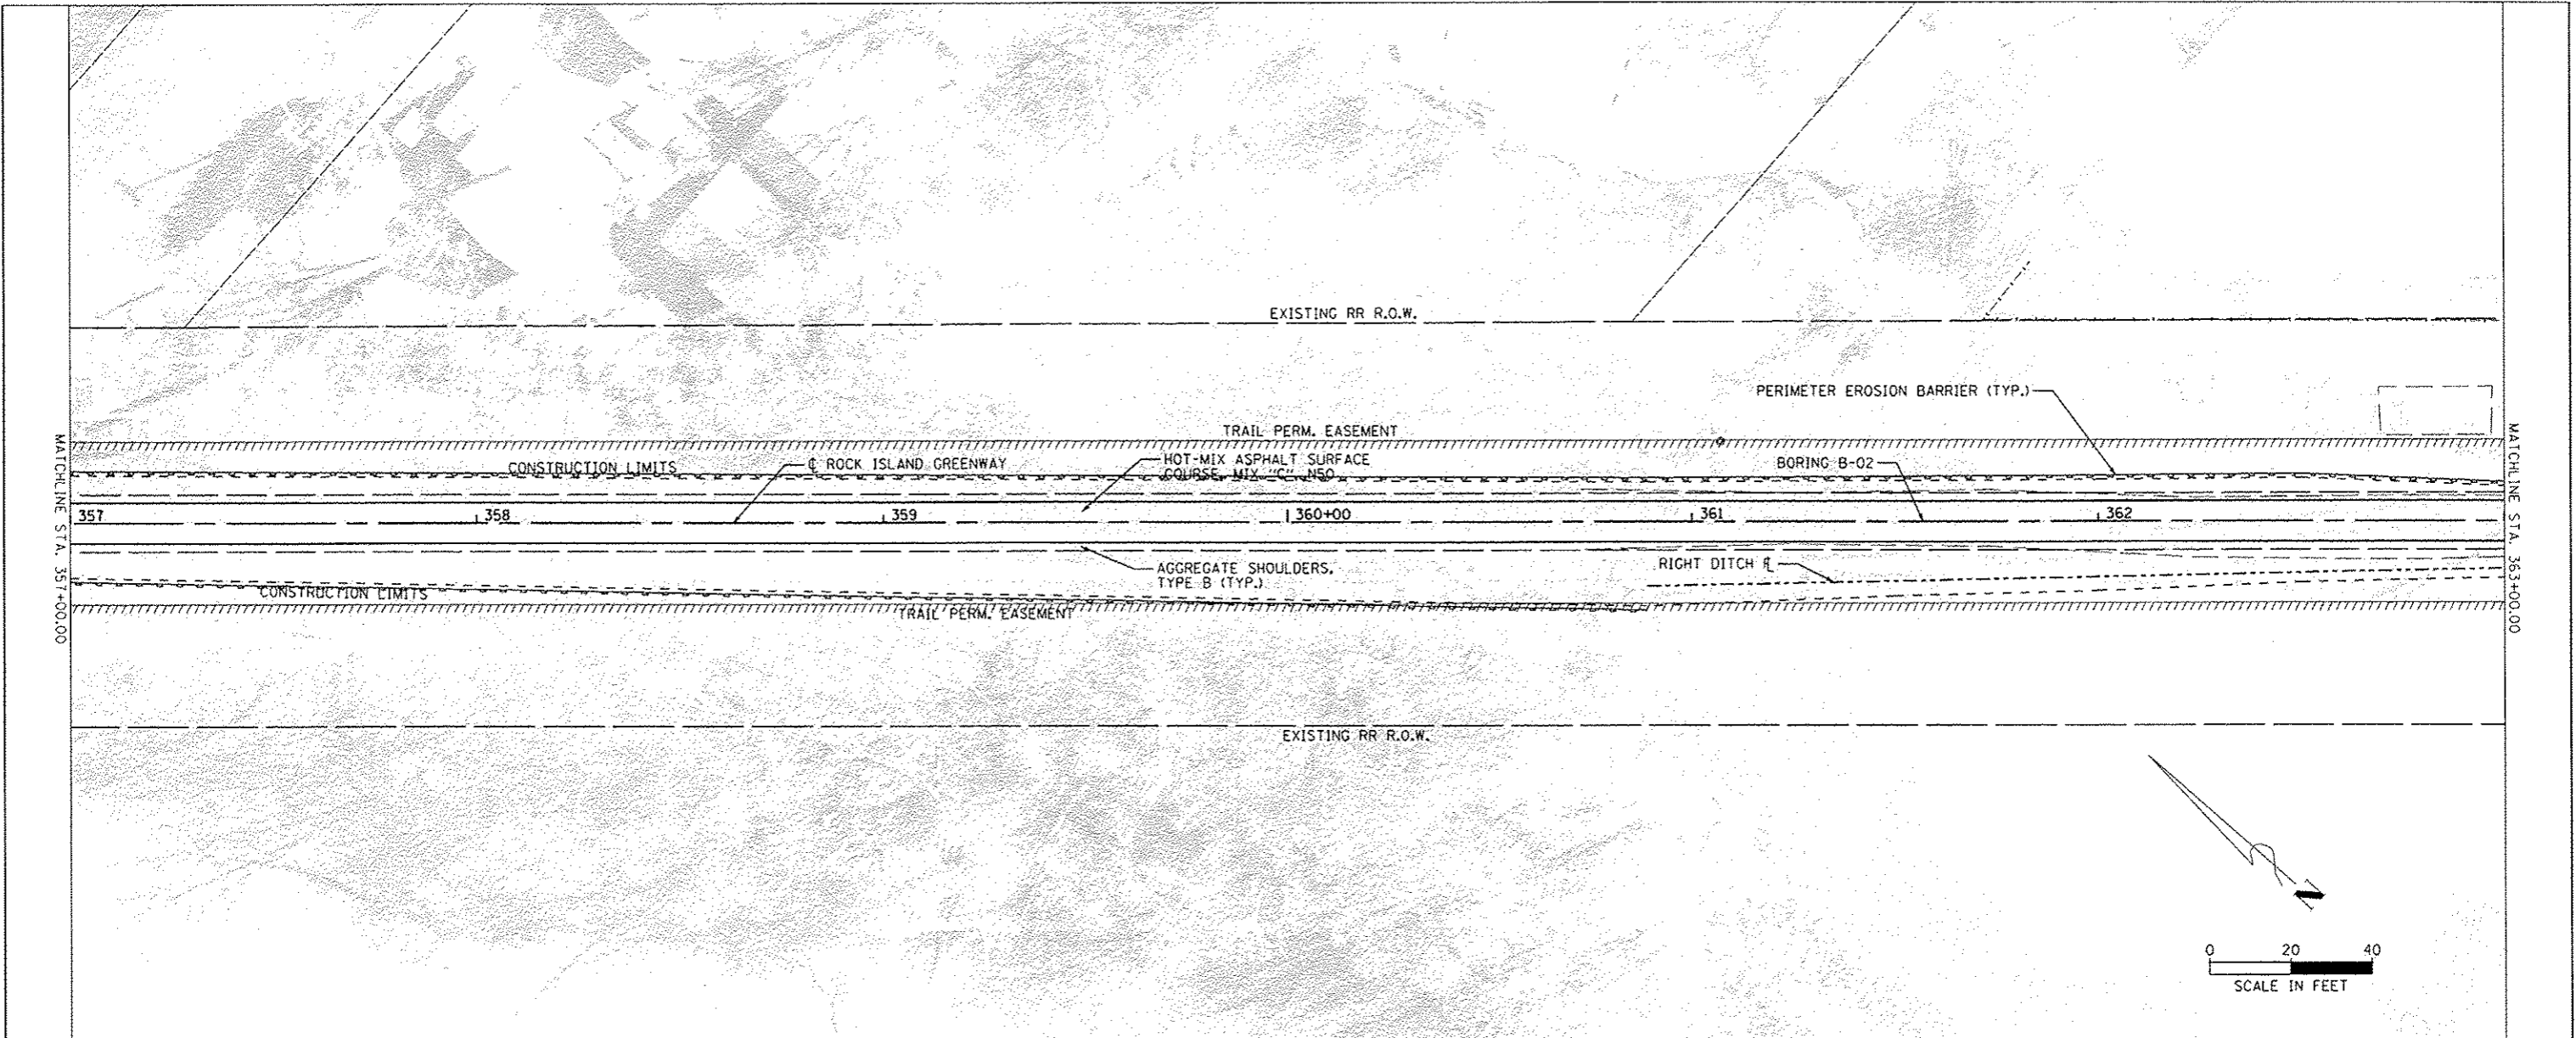 EXISTING RR R.O.W.
PERIMETER EROSION BARRIER (TYP.)
TRAIL PERM. EASEMENT
CONSTRUCTION LIMITS
℄ ROCK ISLAND GREENWAY
HOT-MIX ASPHALT SURFACE
COURSE, MIX "C", N50
BORING B-02
MATCHLINE STA. 357+00.00
MATCHLINE STA. 363+00.00
357
358
359
360+00
361
362
AGGREGATE SHOULDERS,
TYPE B (TYP.)
RIGHT DITCH ℄
CONSTRUCTION LIMITS
TRAIL PERM. EASEMENT
EXISTING RR R.O.W.
N
0 20 40
SCALE IN FEET